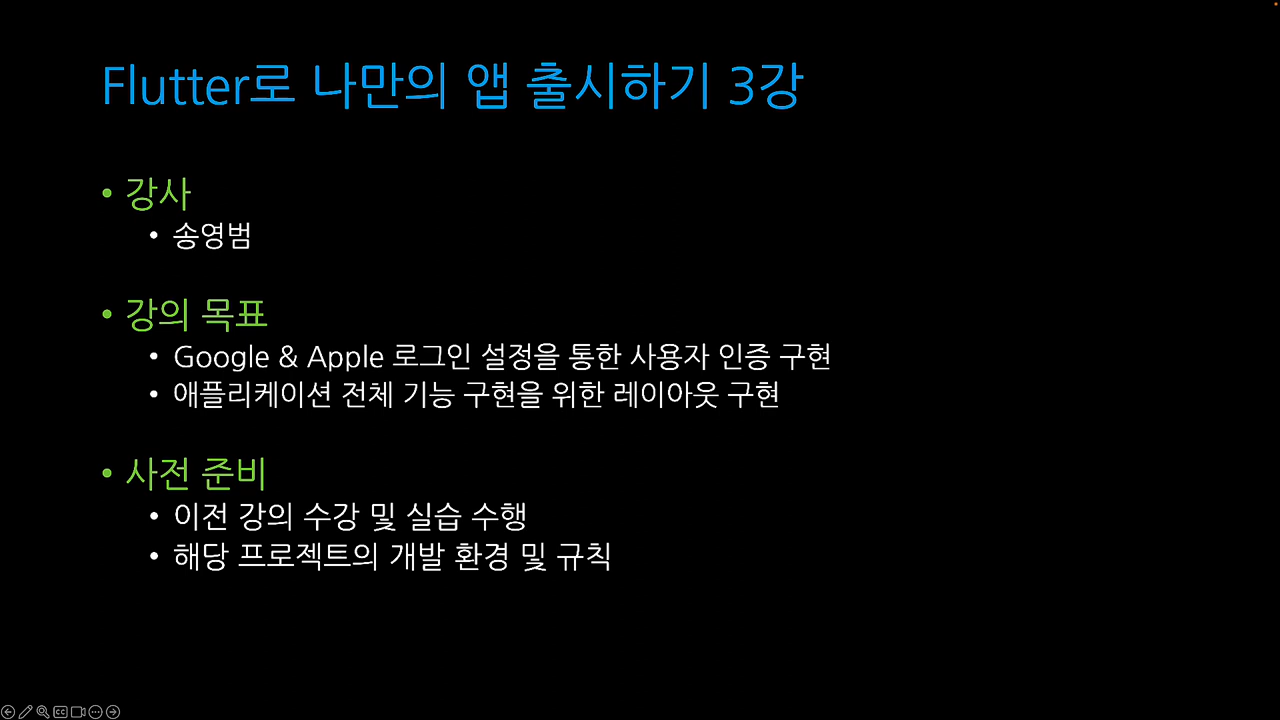 Flutter로 나만의 앱 출시하기 3강
• 강사
• 송영범
• 강의 목표
• Google & Apple 로그인 설정을 통한 사용자 인증 구현
• 애플리케이션 전체 기능 구현을 위한 레이아웃 구현
• 사전 준비
• 이전 강의 수강 및 실습 수행
• 해당 프로젝트의 개발 환경 및 규칙
CC